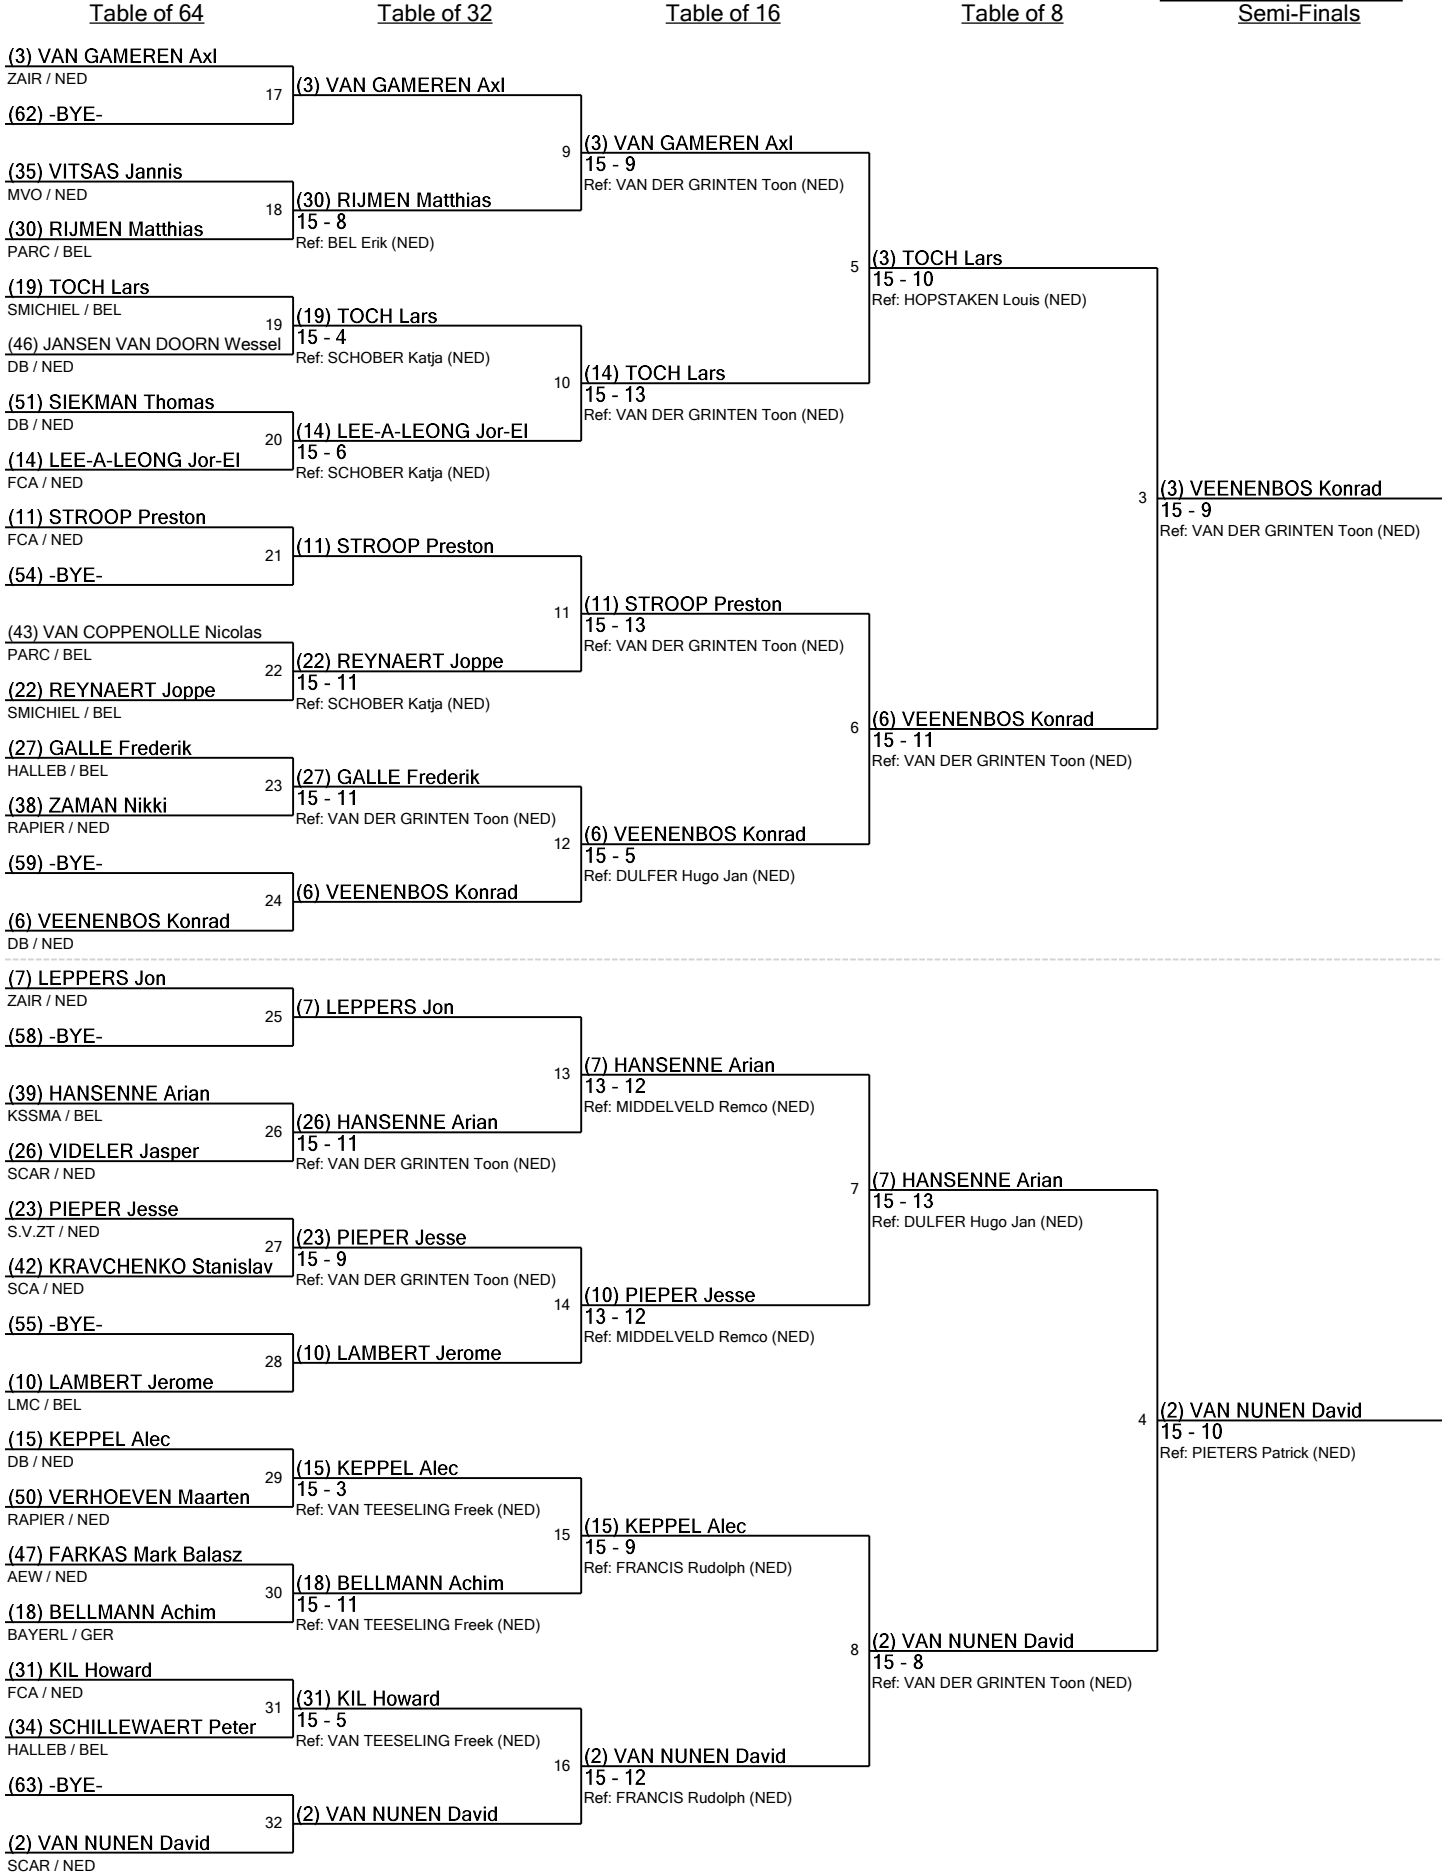 Table of 64
Table of 32
Table of 16
Table of 8
Semi-Finals
(3) VAN GAMEREN Axl
ZAIR / NED
17
(62) -BYE-
(35) VITSAS Jannis
MVO / NED
18
(30) RIJMEN Matthias
PARC / BEL
(19) TOCH Lars
SMICHIEL / BEL
19
(46) JANSEN VAN DOORN Wessel
DB / NED
(51) SIEKMAN Thomas
DB / NED
20
(14) LEE-A-LEONG Jor-El
FCA / NED
(11) STROOP Preston
FCA / NED
21
(54) -BYE-
(43) VAN COPPENOLLE Nicolas
PARC / BEL
22
(22) REYNAERT Joppe
SMICHIEL / BEL
(27) GALLE Frederik
HALLEB / BEL
23
(38) ZAMAN Nikki
RAPIER / NED
(59) -BYE-
24
(6) VEENENBOS Konrad
DB / NED
(7) LEPPERS Jon
ZAIR / NED
25
(58) -BYE-
(39) HANSENNE Arian
KSSMA / BEL
26
(26) VIDELER Jasper
SCAR / NED
(23) PIEPER Jesse
S.V.ZT / NED
27
(42) KRAVCHENKO Stanislav
SCA / NED
(55) -BYE-
28
(10) LAMBERT Jerome
LMC / BEL
(15) KEPPEL Alec
DB / NED
29
(50) VERHOEVEN Maarten
RAPIER / NED
(47) FARKAS Mark Balasz
AEW / NED
30
(18) BELLMANN Achim
BAYERL / GER
(31) KIL Howard
FCA / NED
31
(34) SCHILLEWAERT Peter
HALLEB / BEL
(63) -BYE-
32
(2) VAN NUNEN David
SCAR / NED
(3) VAN GAMEREN Axl
9
(30) RIJMEN Matthias
15 - 8
Ref: BEL Erik (NED)
(19) TOCH Lars
15 - 4
Ref: SCHOBER Katja (NED)
10
(14) LEE-A-LEONG Jor-El
15 - 6
Ref: SCHOBER Katja (NED)
(11) STROOP Preston
11
(22) REYNAERT Joppe
15 - 11
Ref: SCHOBER Katja (NED)
(27) GALLE Frederik
15 - 11
Ref: VAN DER GRINTEN Toon (NED)
12
(6) VEENENBOS Konrad
(7) LEPPERS Jon
13
(26) HANSENNE Arian
15 - 11
Ref: VAN DER GRINTEN Toon (NED)
(23) PIEPER Jesse
15 - 9
Ref: VAN DER GRINTEN Toon (NED)
14
(10) LAMBERT Jerome
(15) KEPPEL Alec
15 - 3
Ref: VAN TEESELING Freek (NED)
15
(18) BELLMANN Achim
15 - 11
Ref: VAN TEESELING Freek (NED)
(31) KIL Howard
15 - 5
Ref: VAN TEESELING Freek (NED)
16
(2) VAN NUNEN David
(3) VAN GAMEREN Axl
15 - 9
Ref: VAN DER GRINTEN Toon (NED)
5
(14) TOCH Lars
15 - 13
Ref: VAN DER GRINTEN Toon (NED)
(11) STROOP Preston
15 - 13
Ref: VAN DER GRINTEN Toon (NED)
6
(6) VEENENBOS Konrad
15 - 5
Ref: DULFER Hugo Jan (NED)
(7) HANSENNE Arian
13 - 12
Ref: MIDDELVELD Remco (NED)
7
(10) PIEPER Jesse
13 - 12
Ref: MIDDELVELD Remco (NED)
(15) KEPPEL Alec
15 - 9
Ref: FRANCIS Rudolph (NED)
8
(2) VAN NUNEN David
15 - 12
Ref: FRANCIS Rudolph (NED)
(3) TOCH Lars
15 - 10
Ref: HOPSTAKEN Louis (NED)
3
(6) VEENENBOS Konrad
15 - 11
Ref: VAN DER GRINTEN Toon (NED)
(7) HANSENNE Arian
15 - 13
Ref: DULFER Hugo Jan (NED)
4
(2) VAN NUNEN David
15 - 8
Ref: VAN DER GRINTEN Toon (NED)
(3) VEENENBOS Konrad
15 - 9
Ref: VAN DER GRINTEN Toon (NED)
(2) VAN NUNEN David
15 - 10
Ref: PIETERS Patrick (NED)